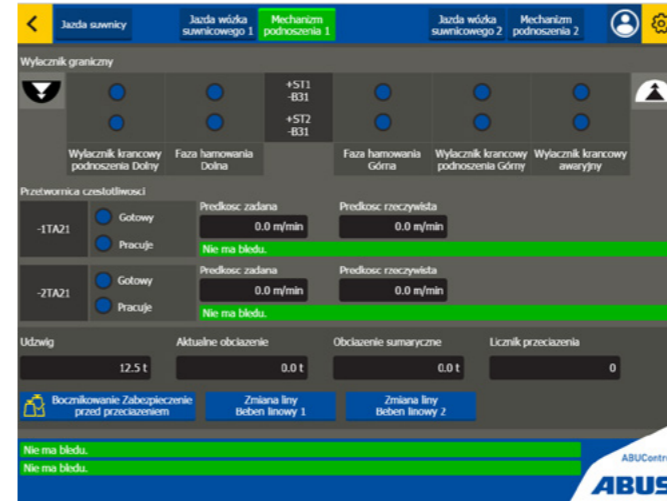 Jazda suwnicy
Jazda wózka
suwnicowego 1
Mechanizm
podnoszenia 1
Jazda wózka
suwnicowego 2
Mechanizm
podnoszenia 2
Wylacznik graniczny
+ST1
-B31
+ST2
-B31
Wylacznik krancowy
podnoszenia Dolny
Faza hamowania
Dolna
Faza hamowania
Górna
Wylacznik krancowy
podnoszenia Górny
Wylacznik krancowy
awaryjny
Przetwornica czestotliwosci
-1TA21
Gotowy
Pracuje
Predkosc zadana
0.0 m/min
Predkosc rzeczywista
0.0 m/min
Nie ma bledu.
-2TA21
Gotowy
Pracuje
Predkosc zadana
0.0 m/min
Predkosc rzeczywista
0.0 m/min
Nie ma bledu.
Udzwig
12.5 t
Aktualne obciazenie
0.0 t
Obciazenie sumaryczne
0.0 t
Licznik przeciazenia
0
Bocznikowanie Zabezpieczenie
przed przeciazeniem
Zmiana liny
Beben linowy 1
Zmiana liny
Beben linowy 2
Nie ma bledu.
Nie ma bledu.
ABUContr
ABUS